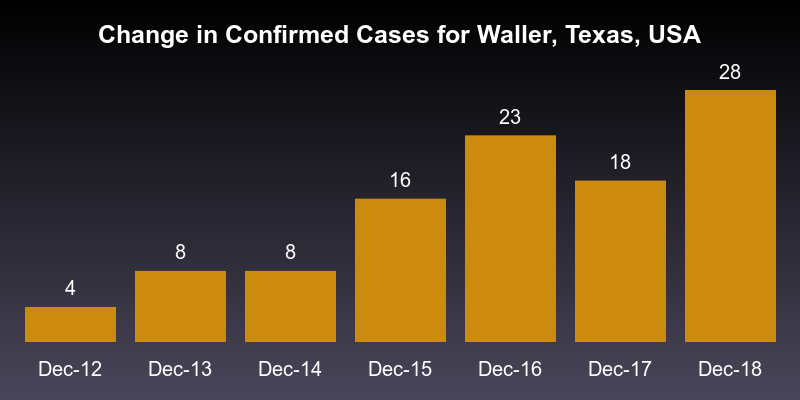 Change in Confirmed Cases for Waller, Texas, USA
28
23
18
16
8
8
4
Dec-12
Dec-13
Dec-14
Dec-15
Dec-16
Dec-17
Dec-18